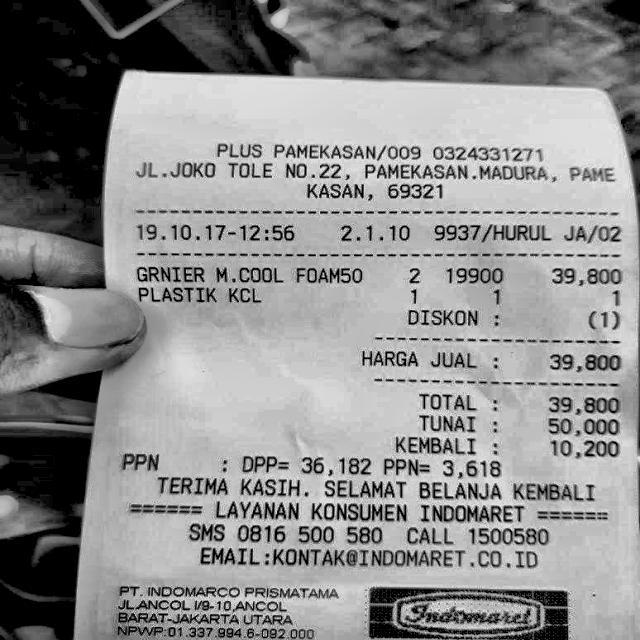 PLUS PAMEKASAN/009 0324331271
JL.JOKO TOLE NO.22, PAMEKASAN.MADURA, PAME
KASAN, 69321
19.10.17-12:56 2.1.10 9937/HURUL JA/02
GRNIER M.COOL FOAM50 2 19900 39,800
PLASTIK KCL 1 1 1
DISKON : (1)
HARGA JUAL : 39,800
TOTAL : 39,800
TUNAI : 50,000
KEMBALI : 10,200
PPN : DPP= 36,182 PPN= 3,618
TERIMA KASIH. SELAMAT BELANJA KEMBALI
====== LAYANAN KONSUMEN INDOMARET ======
SMS 0816 500 580 CALL 1500580
EMAIL:KONTAK@INDOMARET.CO.ID
PT. INDOMARCO PRISMATAMA
JL.ANCOL I/9-10,ANCOL
BARAT-JAKARTA UTARA
NPWP:01.337.994.6-092.000
Indomaret